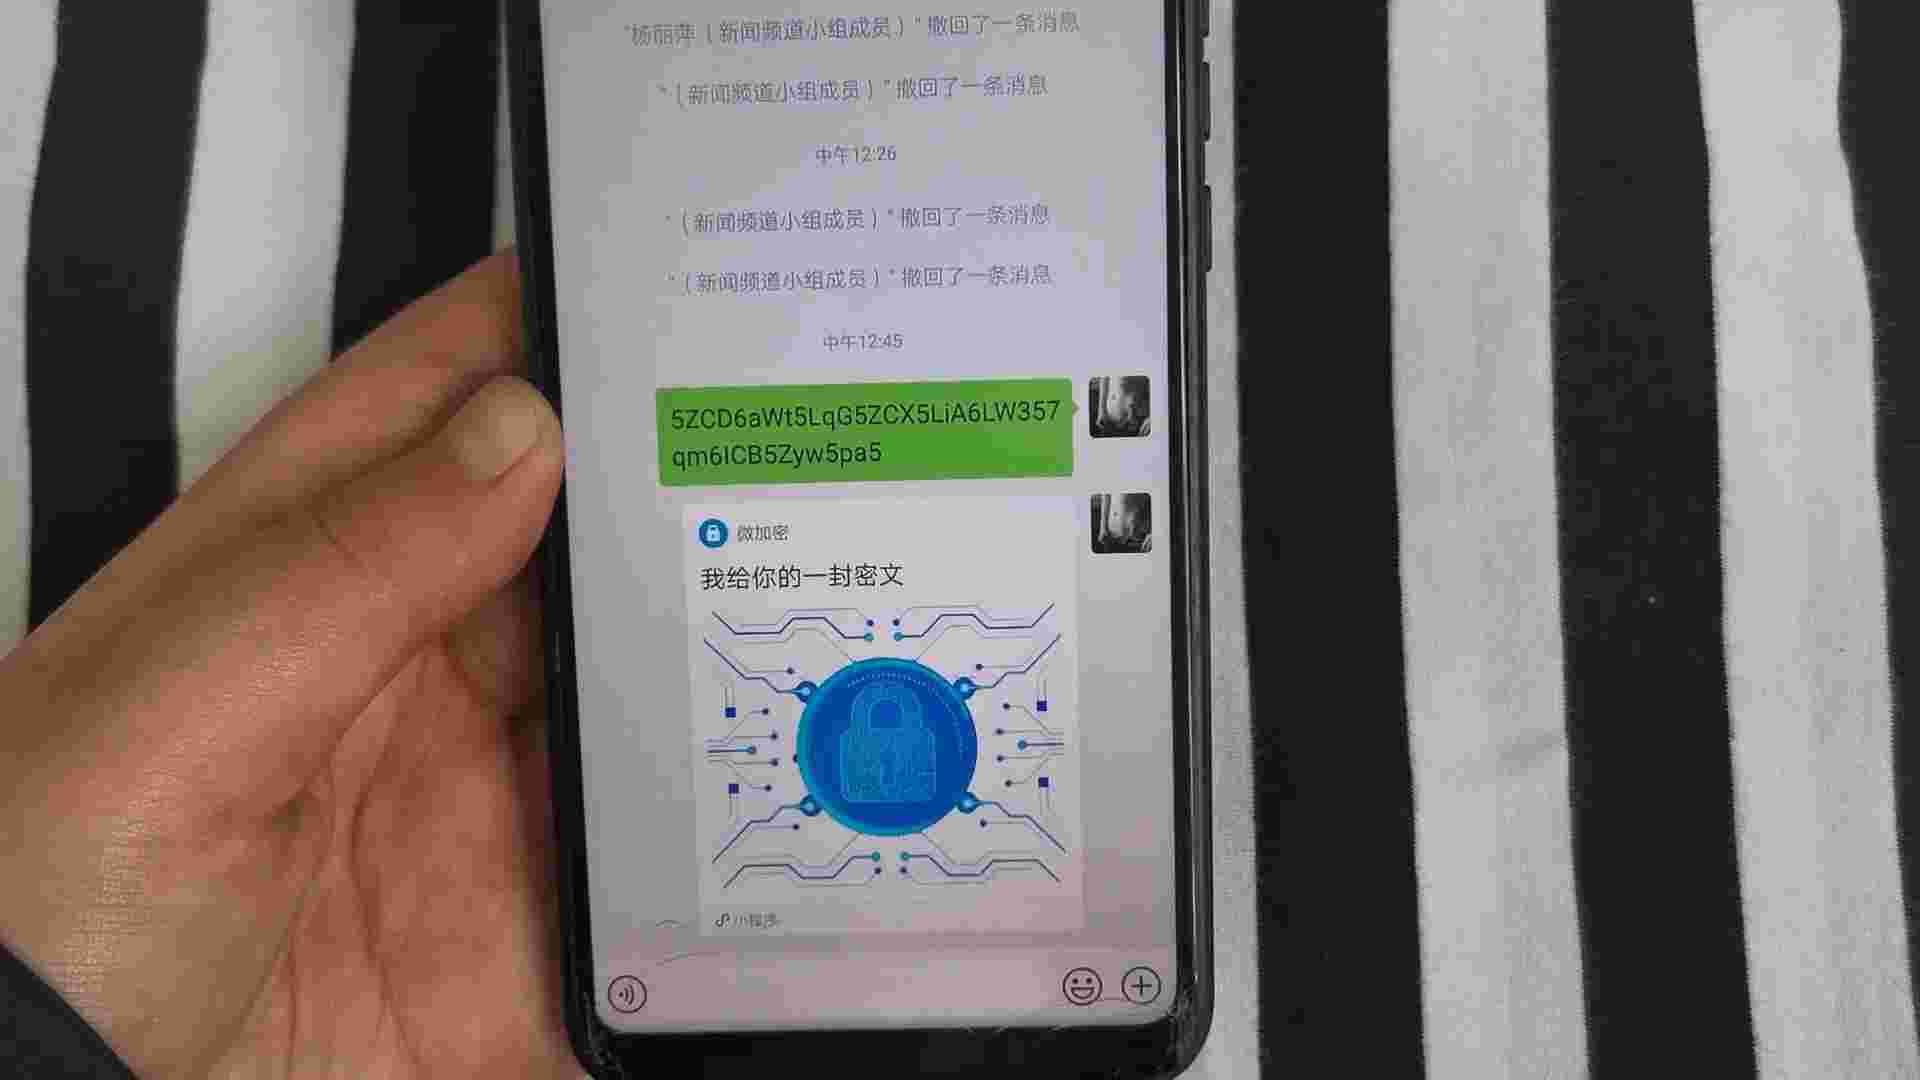 "杨丽萍（新闻频道小组成员）"撤回了一条消息
"（新闻频道小组成员）"撤回了一条消息
中午12:26
"（新闻频道小组成员）"撤回了一条消息
"（新闻频道小组成员）"撤回了一条消息
中午12:45
5ZCD6aWt5LqG5ZCX5LiA6LW357
qm6ICB5Zyw5pa5
微加密
我给你的一封密文
小程序